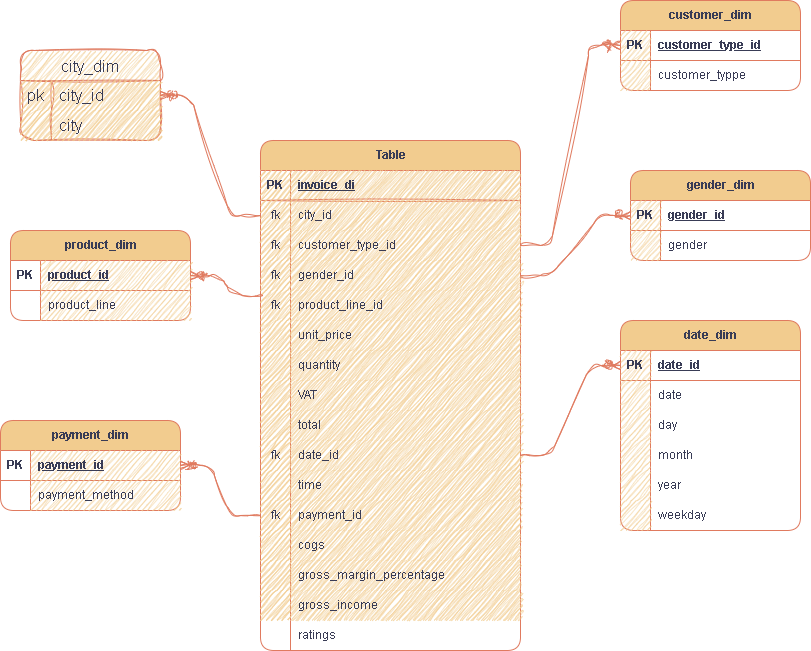 customer_dim
PK customer_type_id
customer_typpe
city_dim
pk city_id
city
Table
PK invoice_di
fk city_id
fk customer_type_id
fk gender_id
fk product_line_id
unit_price
quantity
VAT
total
fk date_id
time
fk payment_id
cogs
gross_margin_percentage
gross_income
ratings
gender_dim
PK gender_id
gender
product_dim
PK product_id
product_line
date_dim
PK date_id
date
day
month
year
weekday
payment_dim
PK payment_id
payment_method